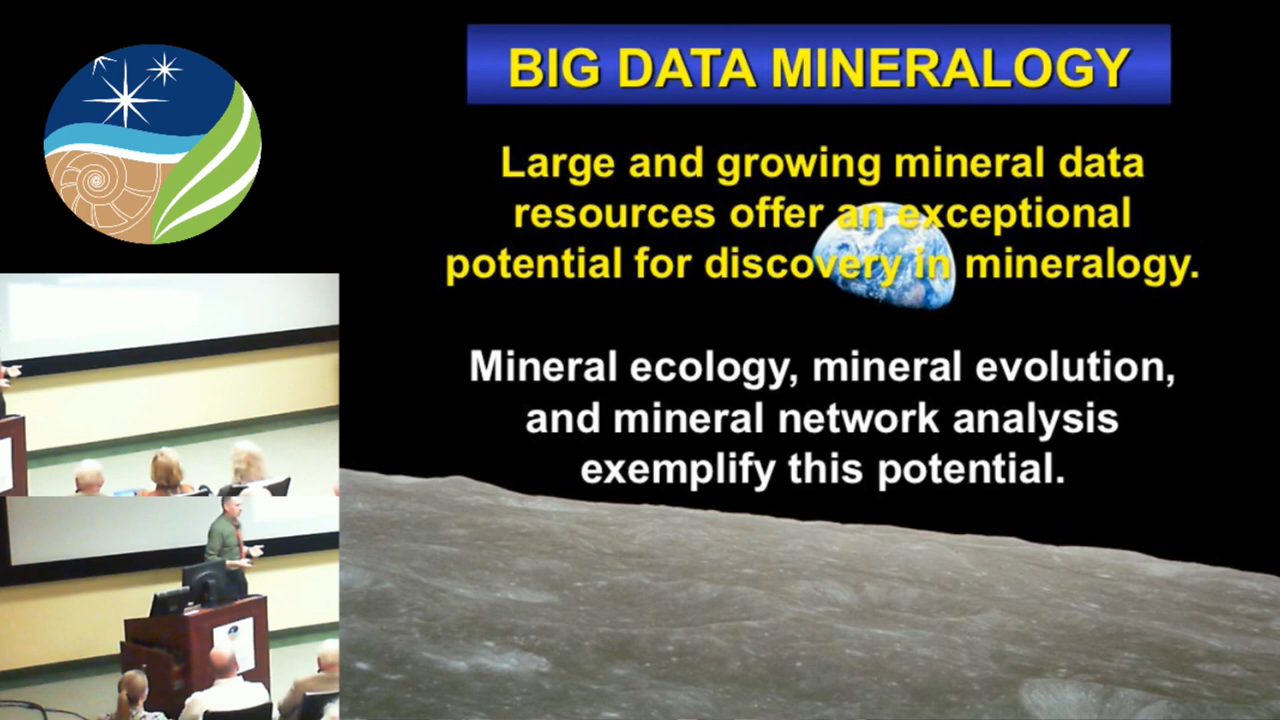 BIG DATA MINERALOGY
Large and growing mineral data
resources offer an exceptional
potential for discovery in mineralogy.
Mineral ecology, mineral evolution,
and mineral network analysis
exemplify this potential.